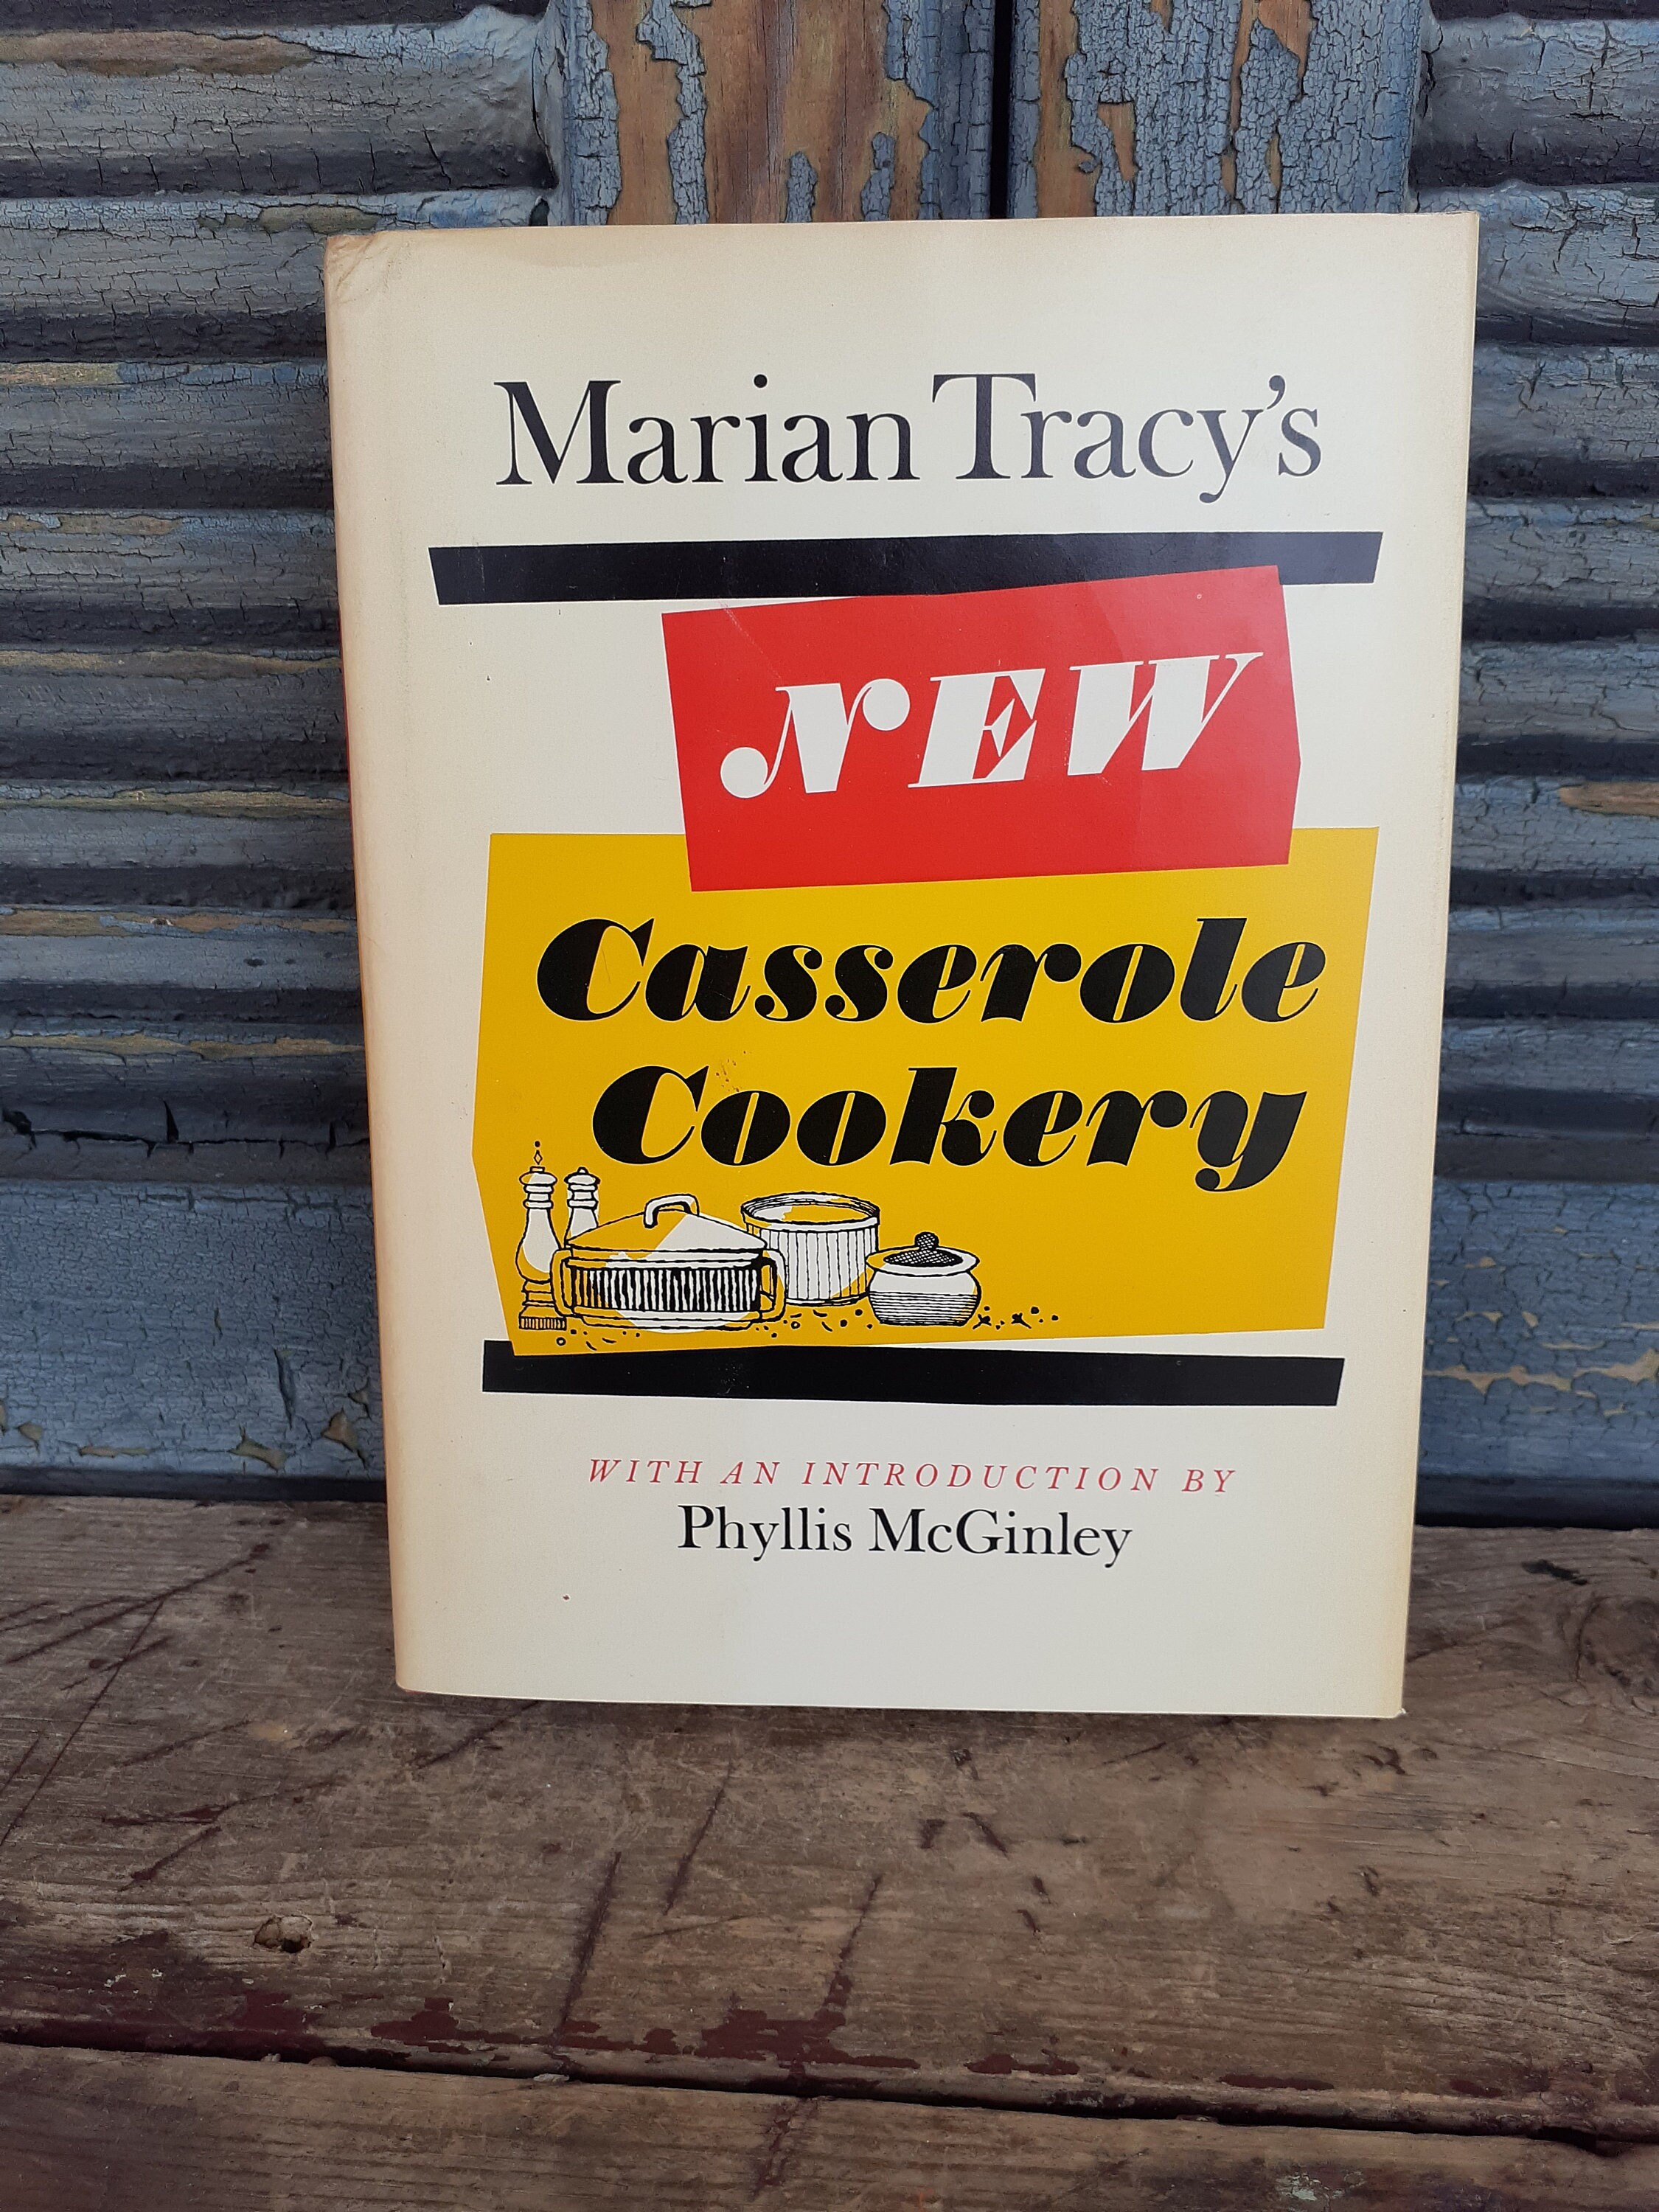 Marian Tracy's
NEW
Casserole
Cookery
WITH AN INTRODUCTION BY
Phyllis McGinley